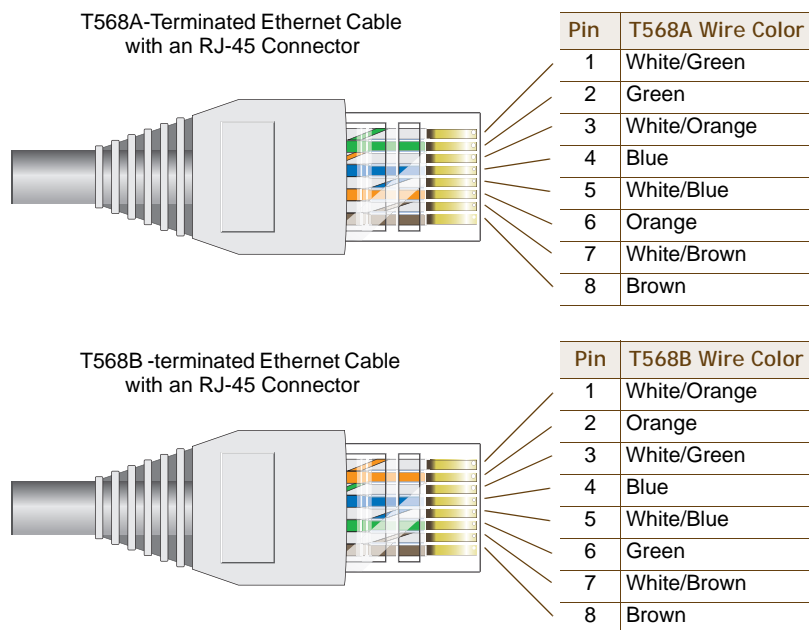 T568A-Terminated Ethernet Cable
with an RJ-45 Connector
Pin T568A Wire Color
1 White/Green
2 Green
3 White/Orange
4 Blue
5 White/Blue
6 Orange
7 White/Brown
8 Brown
T568B -terminated Ethernet Cable
with an RJ-45 Connector
Pin T568B Wire Color
1 White/Orange
2 Orange
3 White/Green
4 Blue
5 White/Blue
6 Green
7 White/Brown
8 Brown